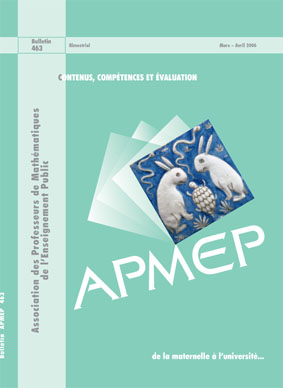 Bulletin
463
Bimestriel
Mars – Avril 2006
CONTENUS, COMPÉTENCES ET ÉVALUATION
Association des Professeurs de Mathématiques
de l'Enseignement Public
APMEP
de la maternelle à l'université...
Bulletin APMEP 463